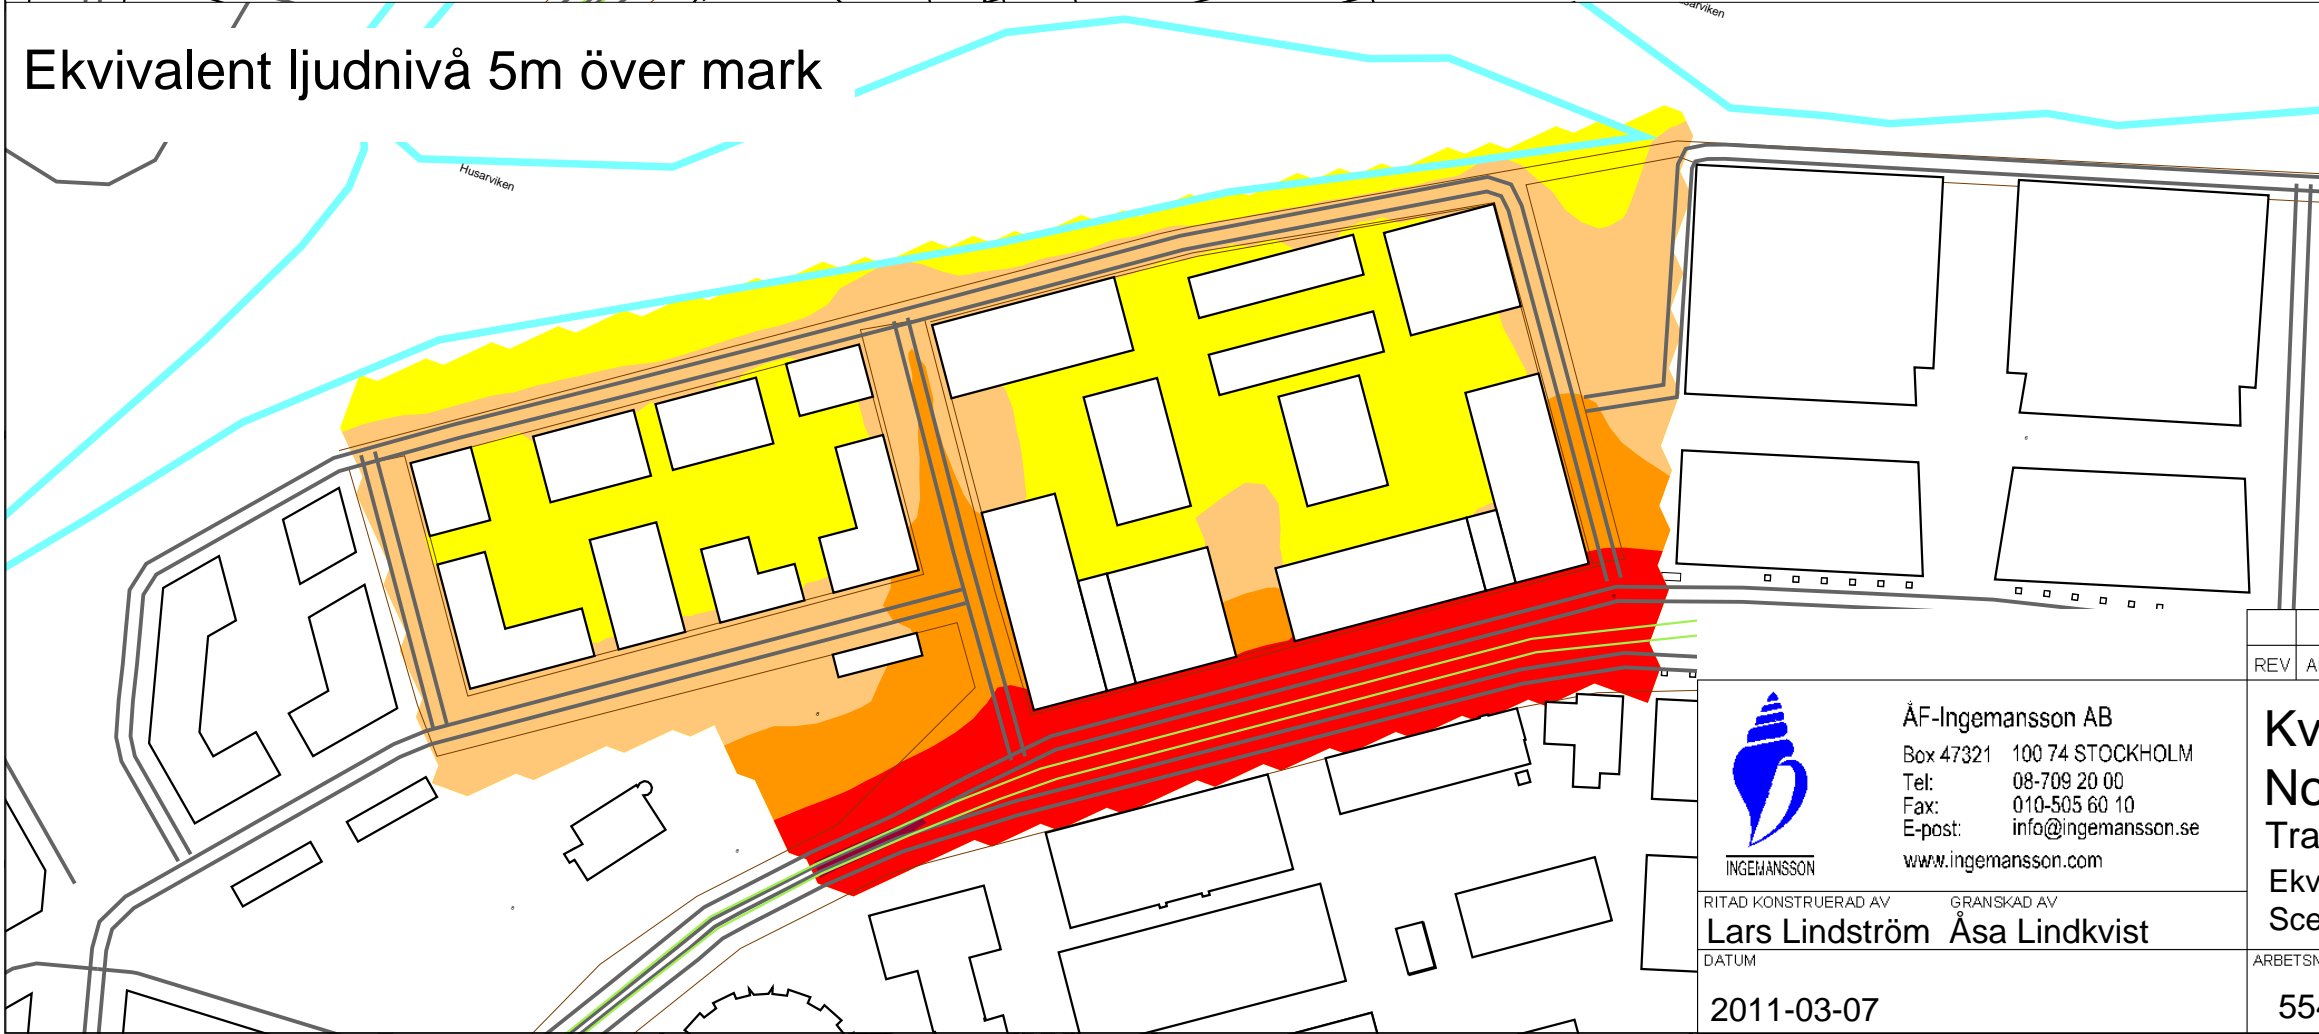 Ekvivalent ljudnivå 5m över mark
Husarviken
REV
ÅF-Ingemansson AB
Box 47321 100 74 STOCKHOLM
Tel: 08-709 20 00
Fax: 010-505 60 10
E-post: info@ingemansson.se
www.ingemansson.com
INGEMANSSON
RITAD KONSTRUERAD AV GRANSKAD AV
Lars Lindström Åsa Lindkvist
DATUM
2011-03-07